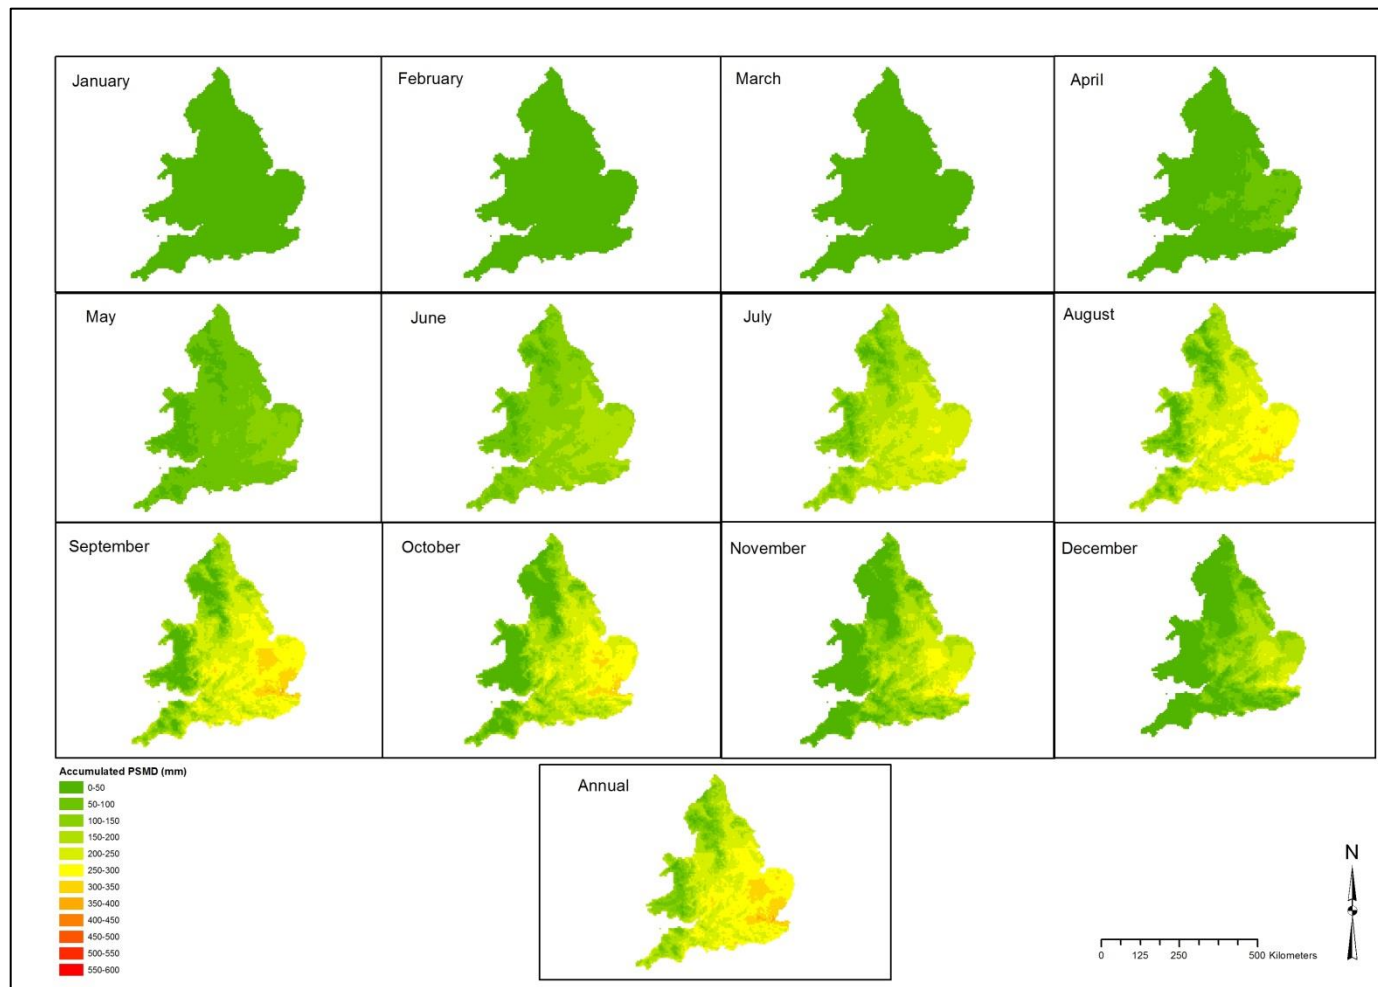 January
February
March
April
May
June
July
August
September
October
November
December
Accumulated PSMD (mm)
0-50
50-100
100-150
150-200
200-250
250-300
300-350
350-400
400-450
450-500
500-550
550-600
Annual
N
0 125 250 500 Kilometers